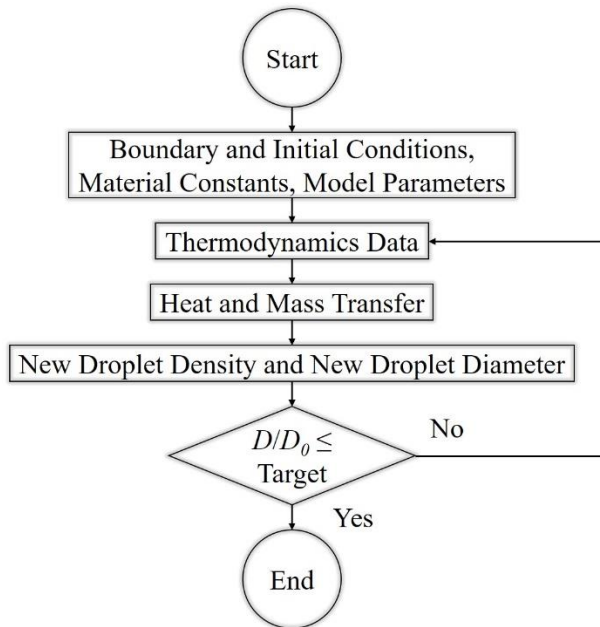 Start
Boundary and Initial Conditions,
Material Constants, Model Parameters
Thermodynamics Data
Heat and Mass Transfer
New Droplet Density and New Droplet Diameter
D/D₀ ≤
Target
No
Yes
End